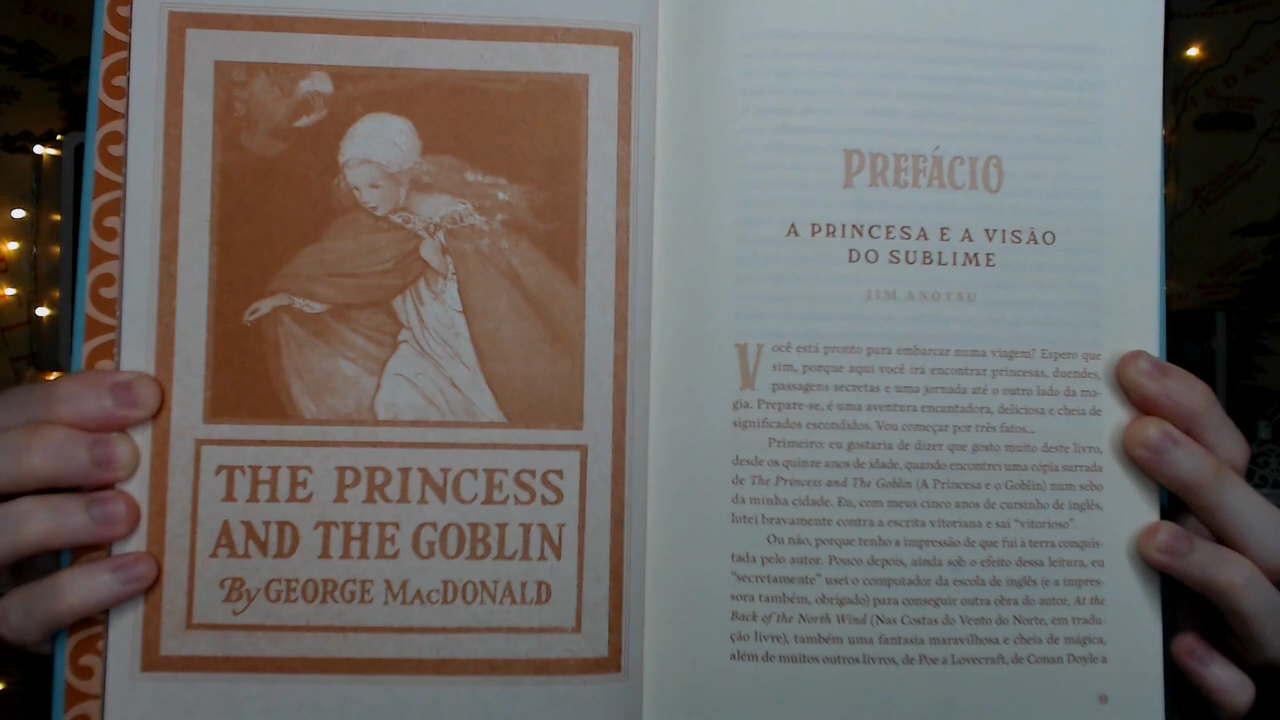 THE PRINCESS
AND THE GOBLIN
By GEORGE MACDONALD
PREFÁCIO
A PRINCESA E A VISÃO
DO SUBLIME
JIM ANOTSU
Você está pronto para embarcar numa viagem? Espero que
sim, porque aqui você irá encontrar princesas, duendes,
passagens secretas e uma jornada até o outro lado da ma-
gia. Prepare-se, é uma aventura encantadora, deliciosa e cheia de
significados escondidos. Vou começar por três fatos...
Primeiro: eu gostaria de dizer que gosto muito deste livro,
desde os quinze anos de idade, quando encontrei uma cópia surrada
de The Princess and The Goblin (A Princesa e o Goblin) num sebo
da minha cidade. Eu, com meus cinco anos de cursinho de inglês,
lutei bravamente contra a escrita vitoriana e saí “vitorioso”.
Ou não, porque tenho a impressão de que fui à terra conquis-
tada pelo autor. Pouco depois, ainda sob o efeito dessa leitura, eu
“secretamente” usei o computador da escola de inglês (e a impres-
sora também, obrigado) para conseguir outra obra do autor, At the
Back of the North Wind (Nas Costas do Vento do Norte, em tradu-
ção livre), também uma fantasia maravilhosa e cheia de mágica,
além de muitos outros livros, de Poe a Lovecraft, de Conan Doyle a